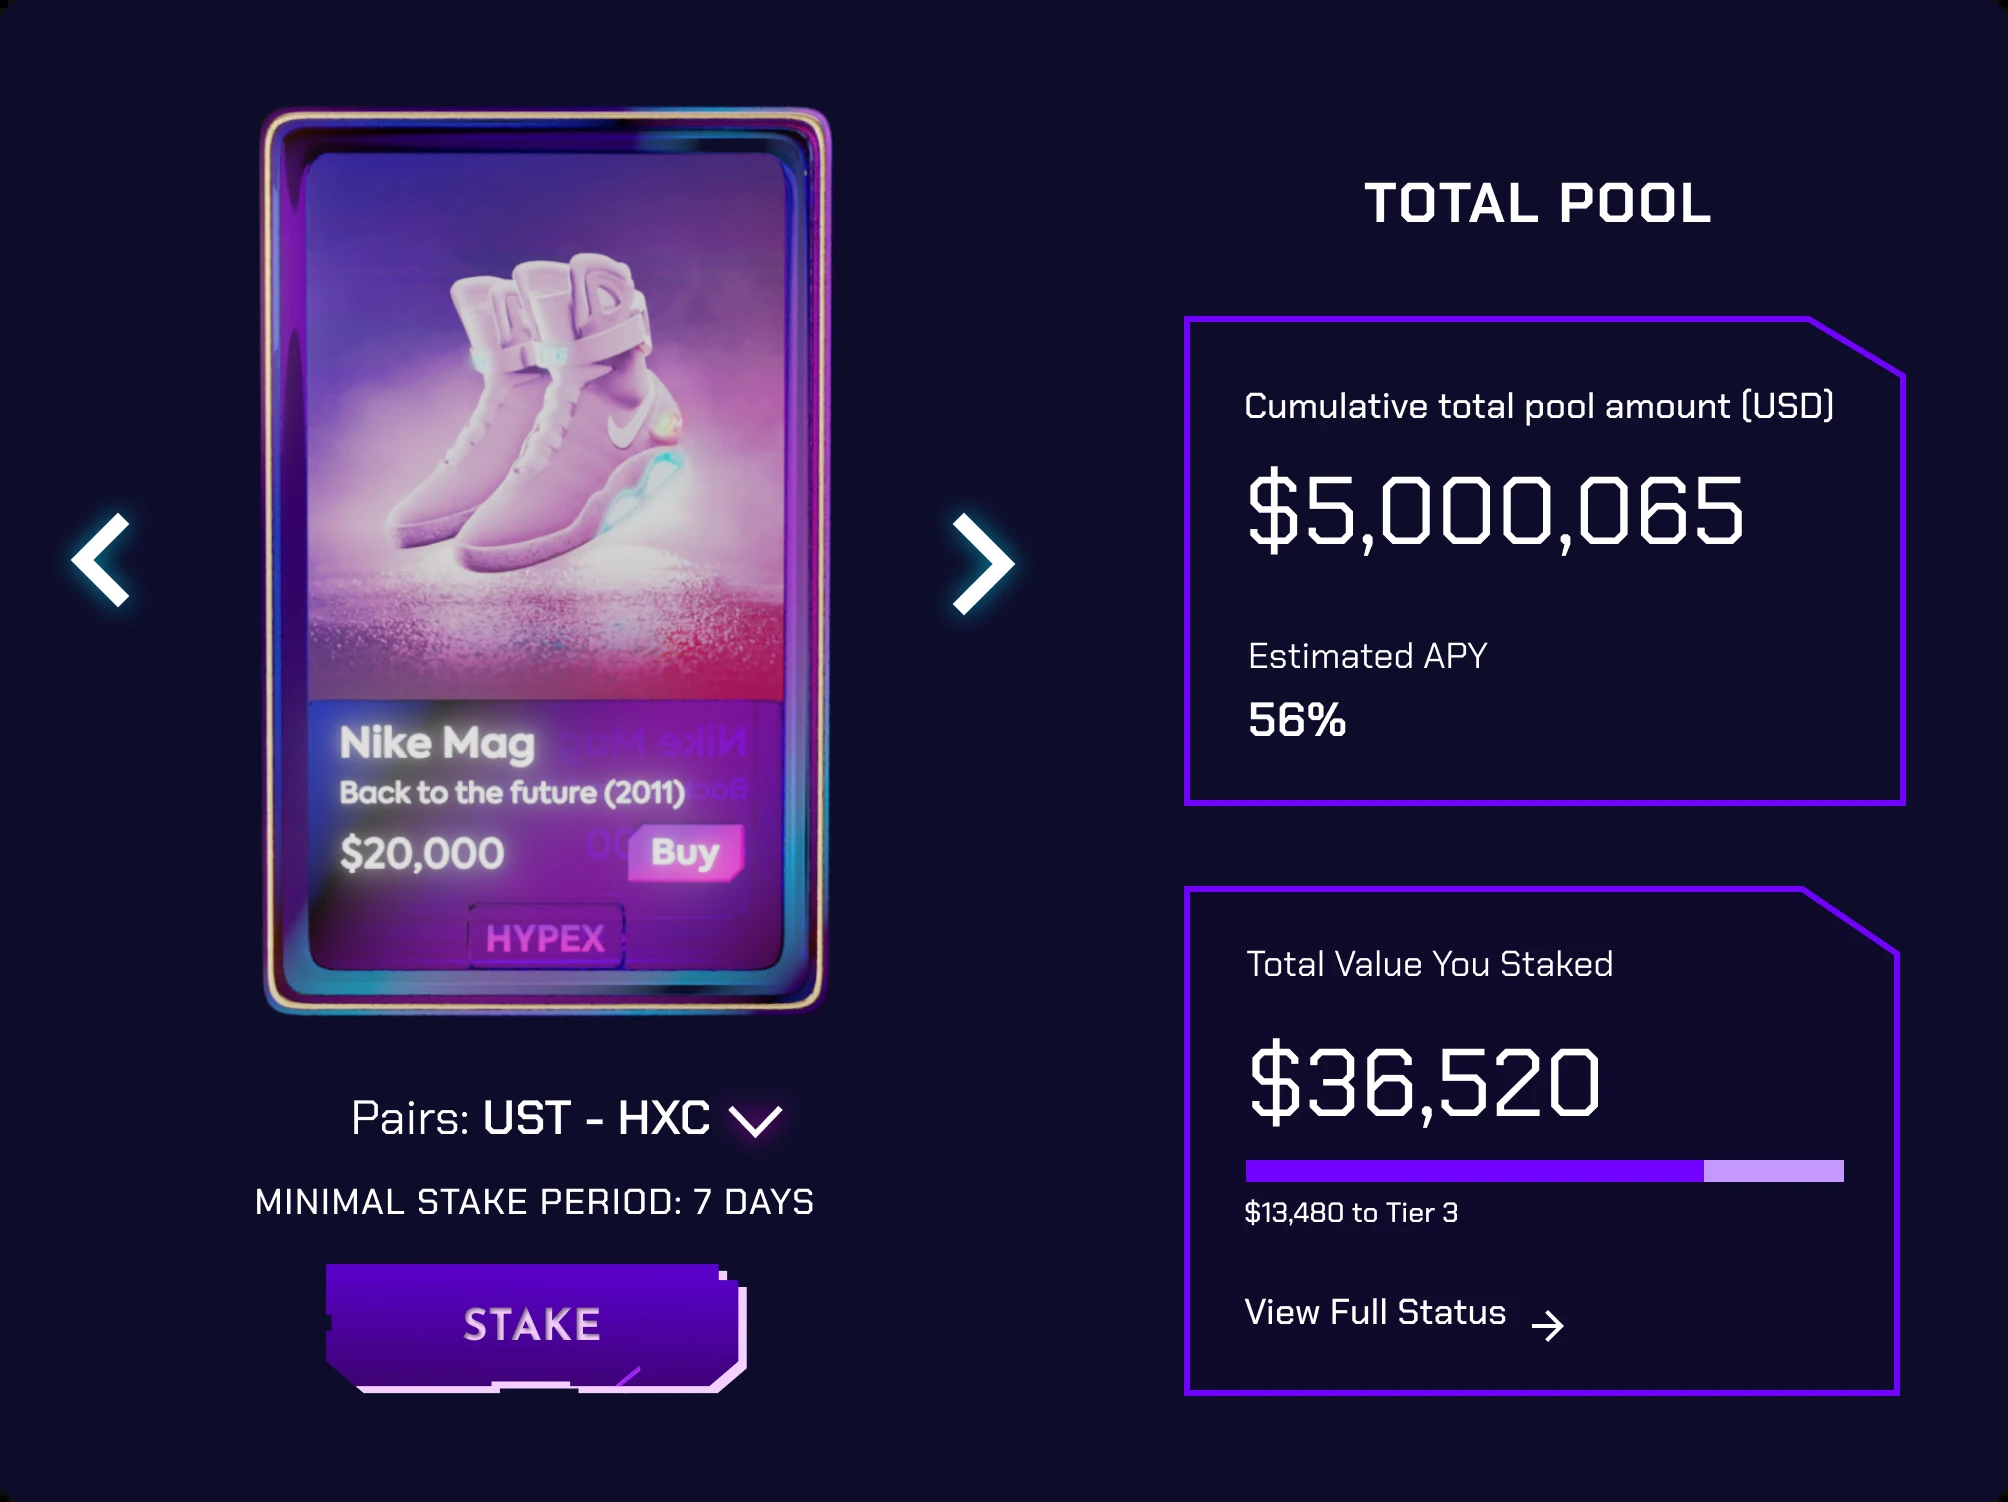 Nike Mag
Back to the future (2011)
$20,000
Buy
HYPEX
Pairs: UST - HXC
MINIMAL STAKE PERIOD: 7 DAYS
STAKE
TOTAL POOL
Cumulative total pool amount (USD)
$5,000,065
Estimated APY
56%
Total Value You Staked
$36,520
$13,480 to Tier 3
View Full Status